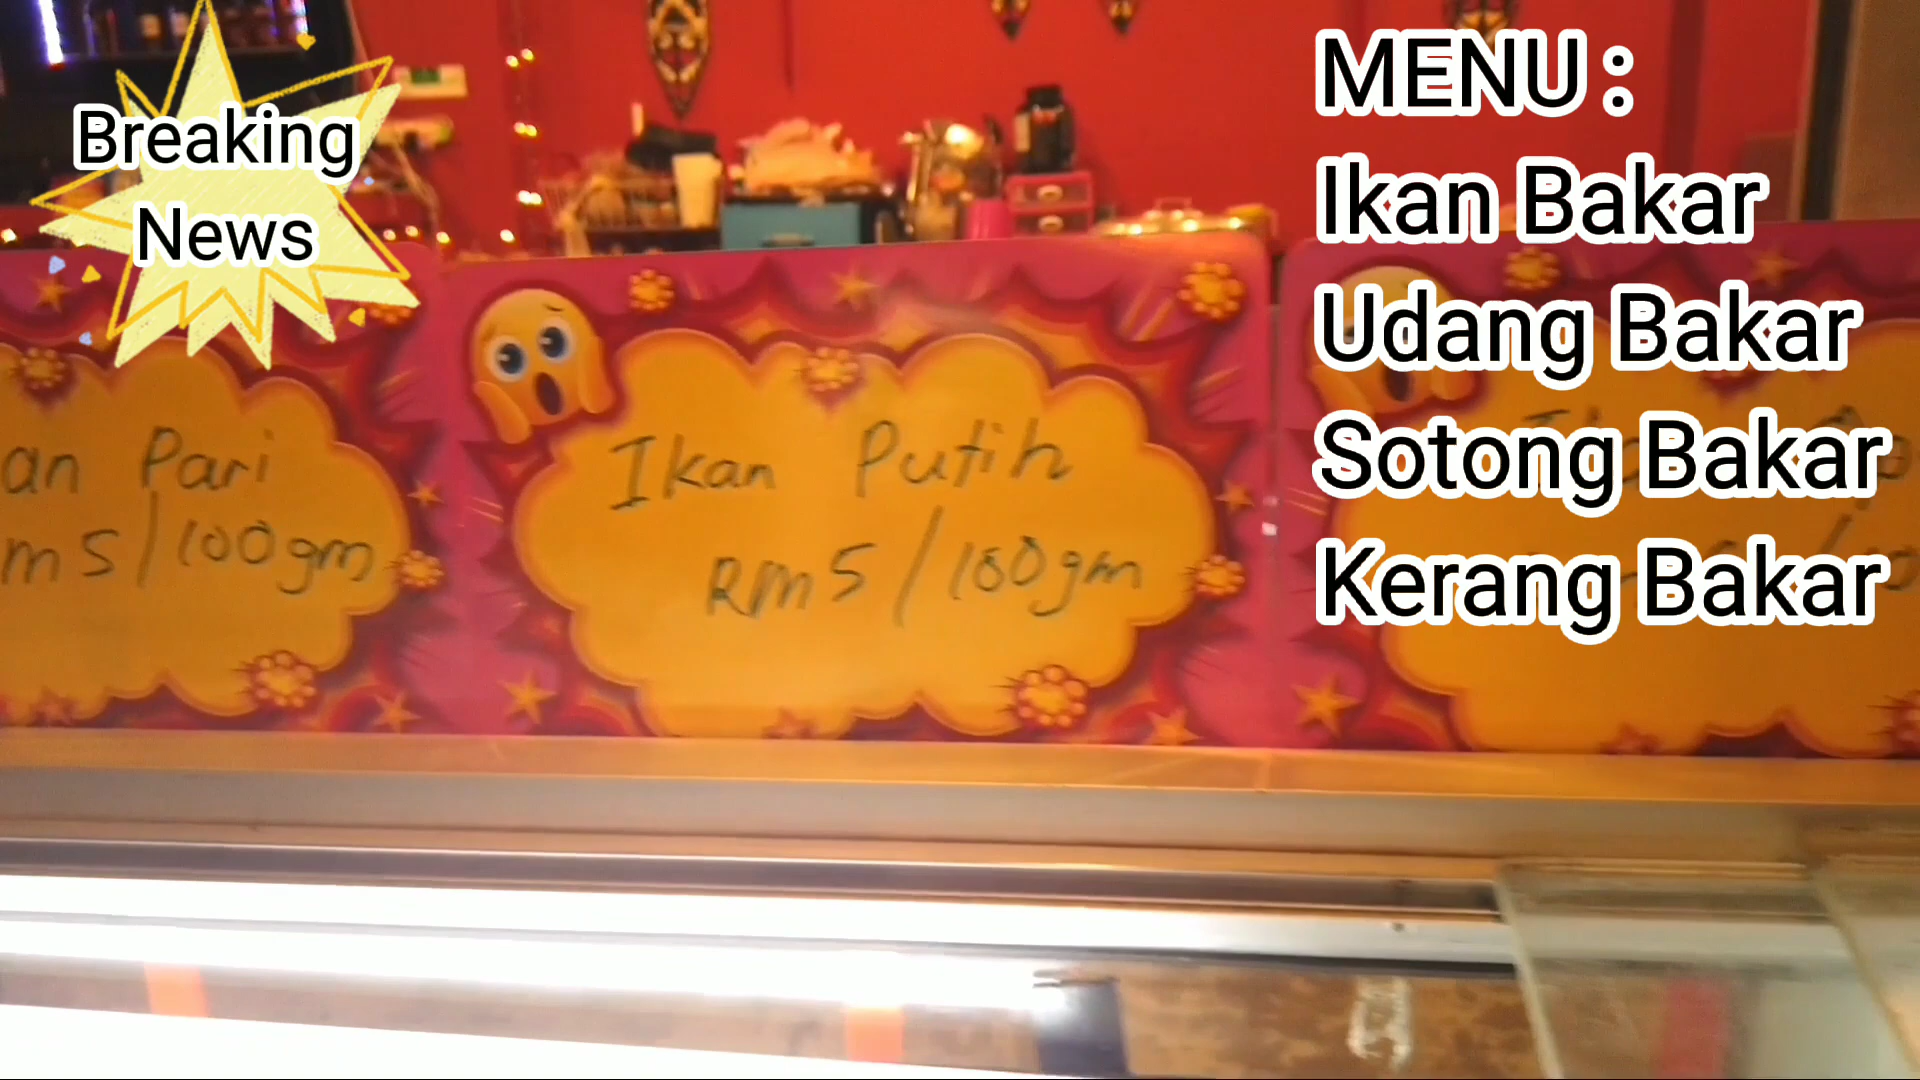 Breaking
News
MENU :
Ikan Bakar
Udang Bakar
Sotong Bakar
Kerang Bakar
an Pari
m5/100gm
Ikan Putih
Rm5/100gm